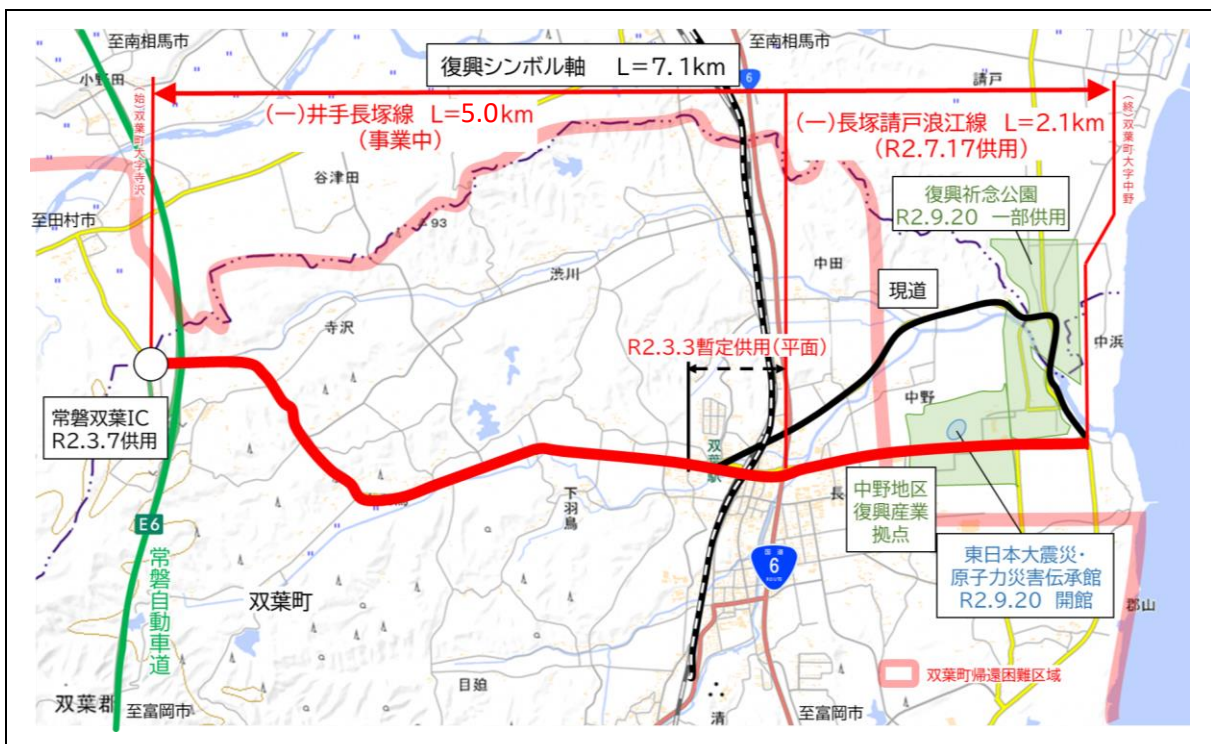 至南相馬市
復興シンボル軸 L=7.1km
至南相馬市
小野田
6
請戸
(始)双葉町大字寺沢
(一)井手長塚線 L=5.0km
(事業中)
(一)長塚請戸浪江線 L=2.1km
(R2.7.17供用)
(終)双葉町大字中野
谷津田
復興祈念公園
R2.9.20 一部供用
至田村市
93
渋川
中田
現道
寺沢
R2.3.3暫定供用(平面)
中浜
中野
常磐双葉IC
R2.3.7供用
双葉駅
下羽鳥
長
中野地区
復興産業
拠点
E6
常磐自動車道
国道
6
ROUTE
東日本大震災・
原子力災害伝承館
R2.9.20 開館
双葉町
郡山
双葉町帰還困難区域
目迫
双葉郡
至富岡市
清
至富岡市